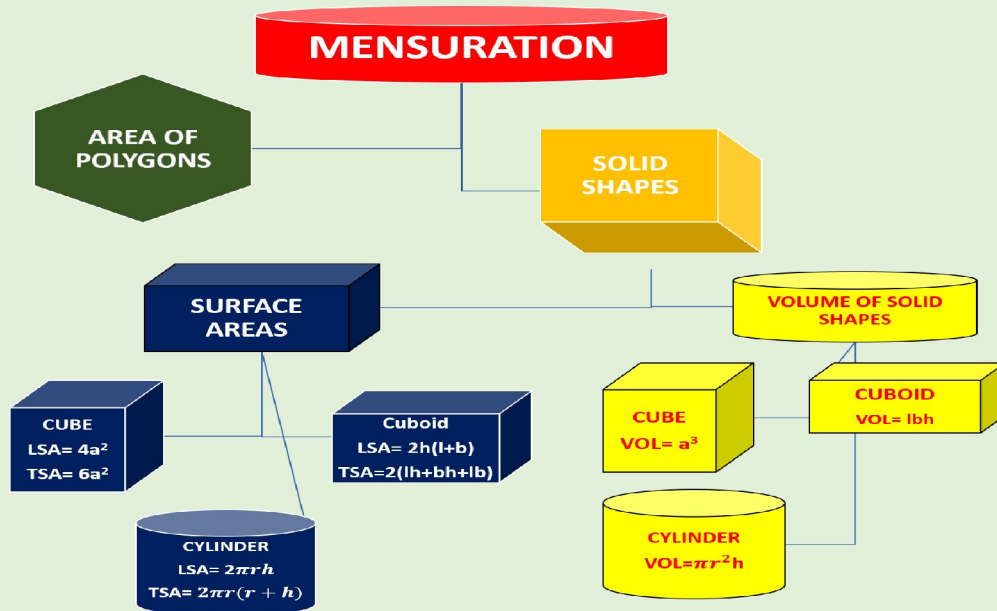 MENSURATION
AREA OF
POLYGONS
SOLID
SHAPES
SURFACE
AREAS
VOLUME OF SOLID
SHAPES
CUBE
LSA= 4a²
TSA= 6a²
Cuboid
LSA= 2h(l+b)
TSA=2(lh+bh+lb)
CYLINDER
LSA= 2πrh
TSA= 2πr(r + h)
CUBE
VOL= a³
CUBOID
VOL= lbh
CYLINDER
VOL=πr²h